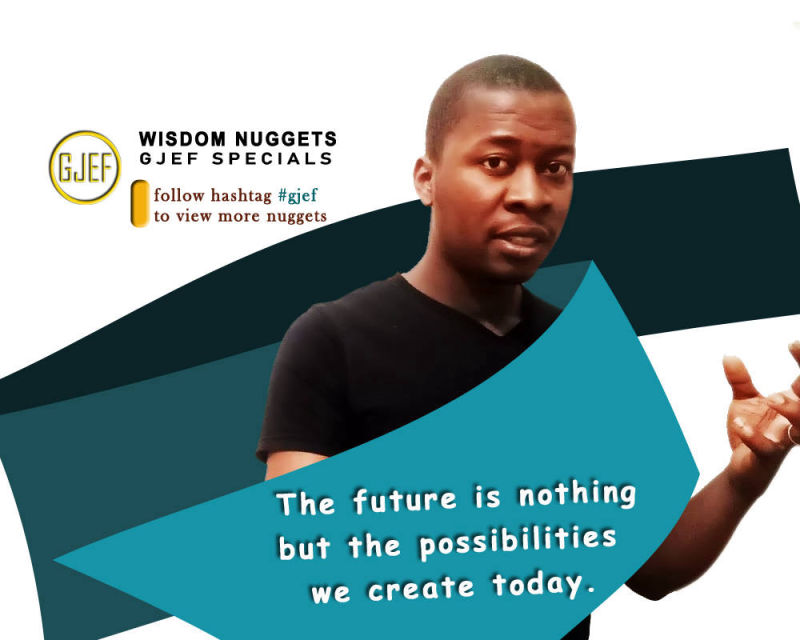 GJEF
WISDOM NUGGETS
GJEF SPECIALS
follow hashtag #gjef
to view more nuggets
The future is nothing
but the possibilities
we create today.